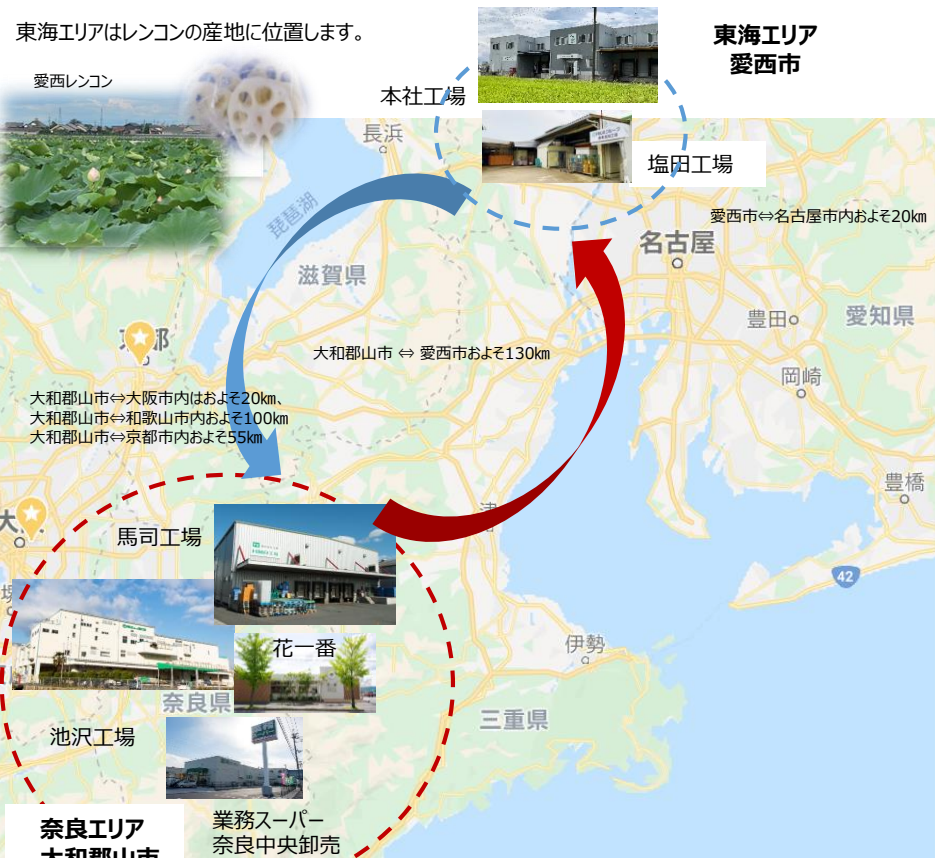 東海エリアはレンコンの産地に位置します。
愛西レンコン
本社工場
東海エリア
愛西市
塩田工場
長浜
琵琶湖
愛西市⇔名古屋市内およそ20km
名古屋
滋賀県
豊田
愛知県
大和郡山市 ⇔ 愛西市およそ130km
岡崎
大和郡山市⇔大阪市内はおよそ20km、
大和郡山市⇔和歌山市内およそ100km
大和郡山市⇔京都市内およそ55km
豊橋
津
馬司工場
42
花一番
伊勢
奈良県
三重県
池沢工場
業務スーパー
奈良中央卸売
奈良エリア
大和郡山市